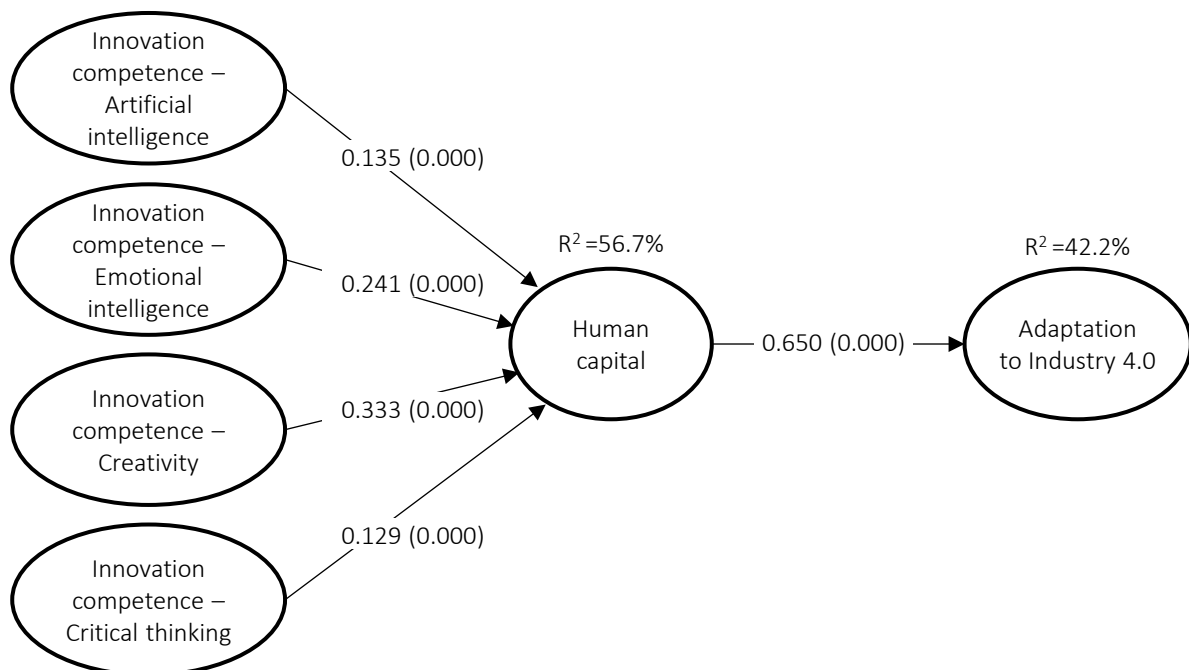 Innovation
competence –
Artificial
intelligence
0.135 (0.000)
Innovation
competence –
Emotional
intelligence
0.241 (0.000)
Innovation
competence –
Creativity
0.333 (0.000)
Innovation
competence –
Critical thinking
0.129 (0.000)
R² =56.7%
Human
capital
0.650 (0.000)
R² =42.2%
Adaptation
to Industry 4.0